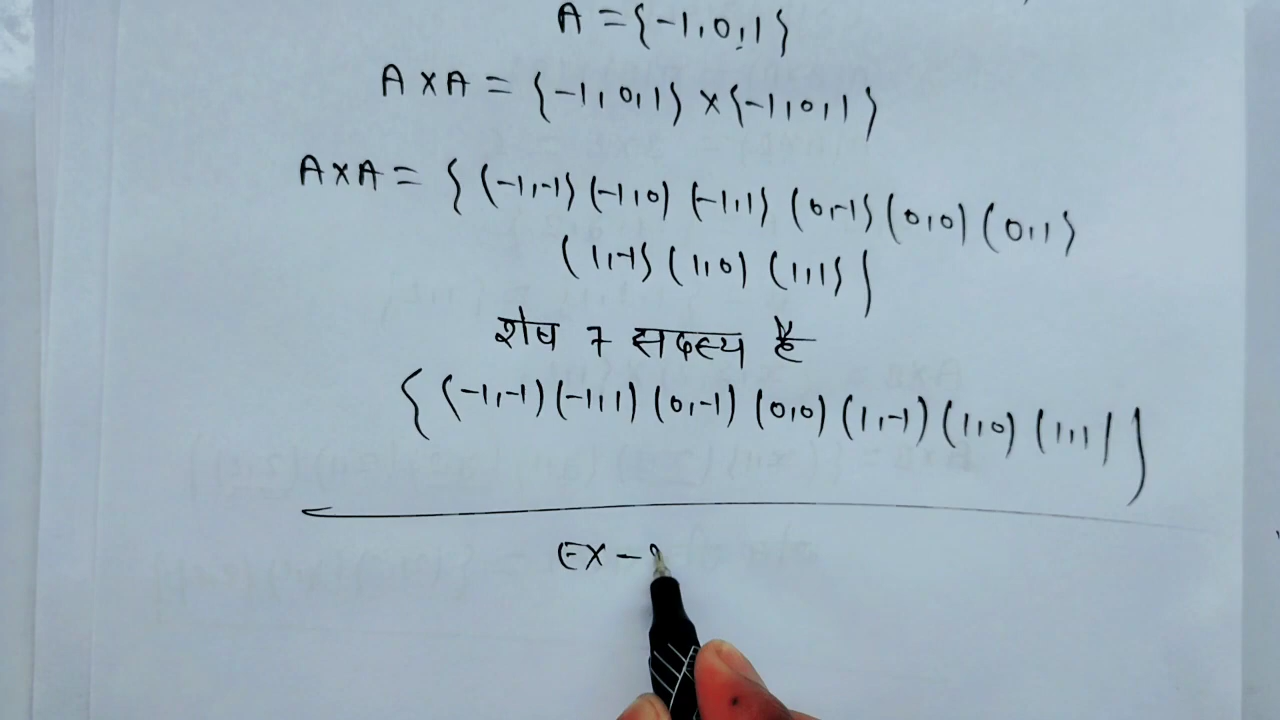 A = {-1,0,1}
A x A = {-1,0,1} x {-1,0,1}
A x A = { (-1,-1) (-1,0) (-1,1) (0,-1) (0,0) (0,1)
(1,-1) (1,0) (1,1) }
शेष 7 सदस्य है
{ (-1,-1) (-1,1) (0,-1) (0,0) (1,-1) (1,0) (1,1) }
EX -